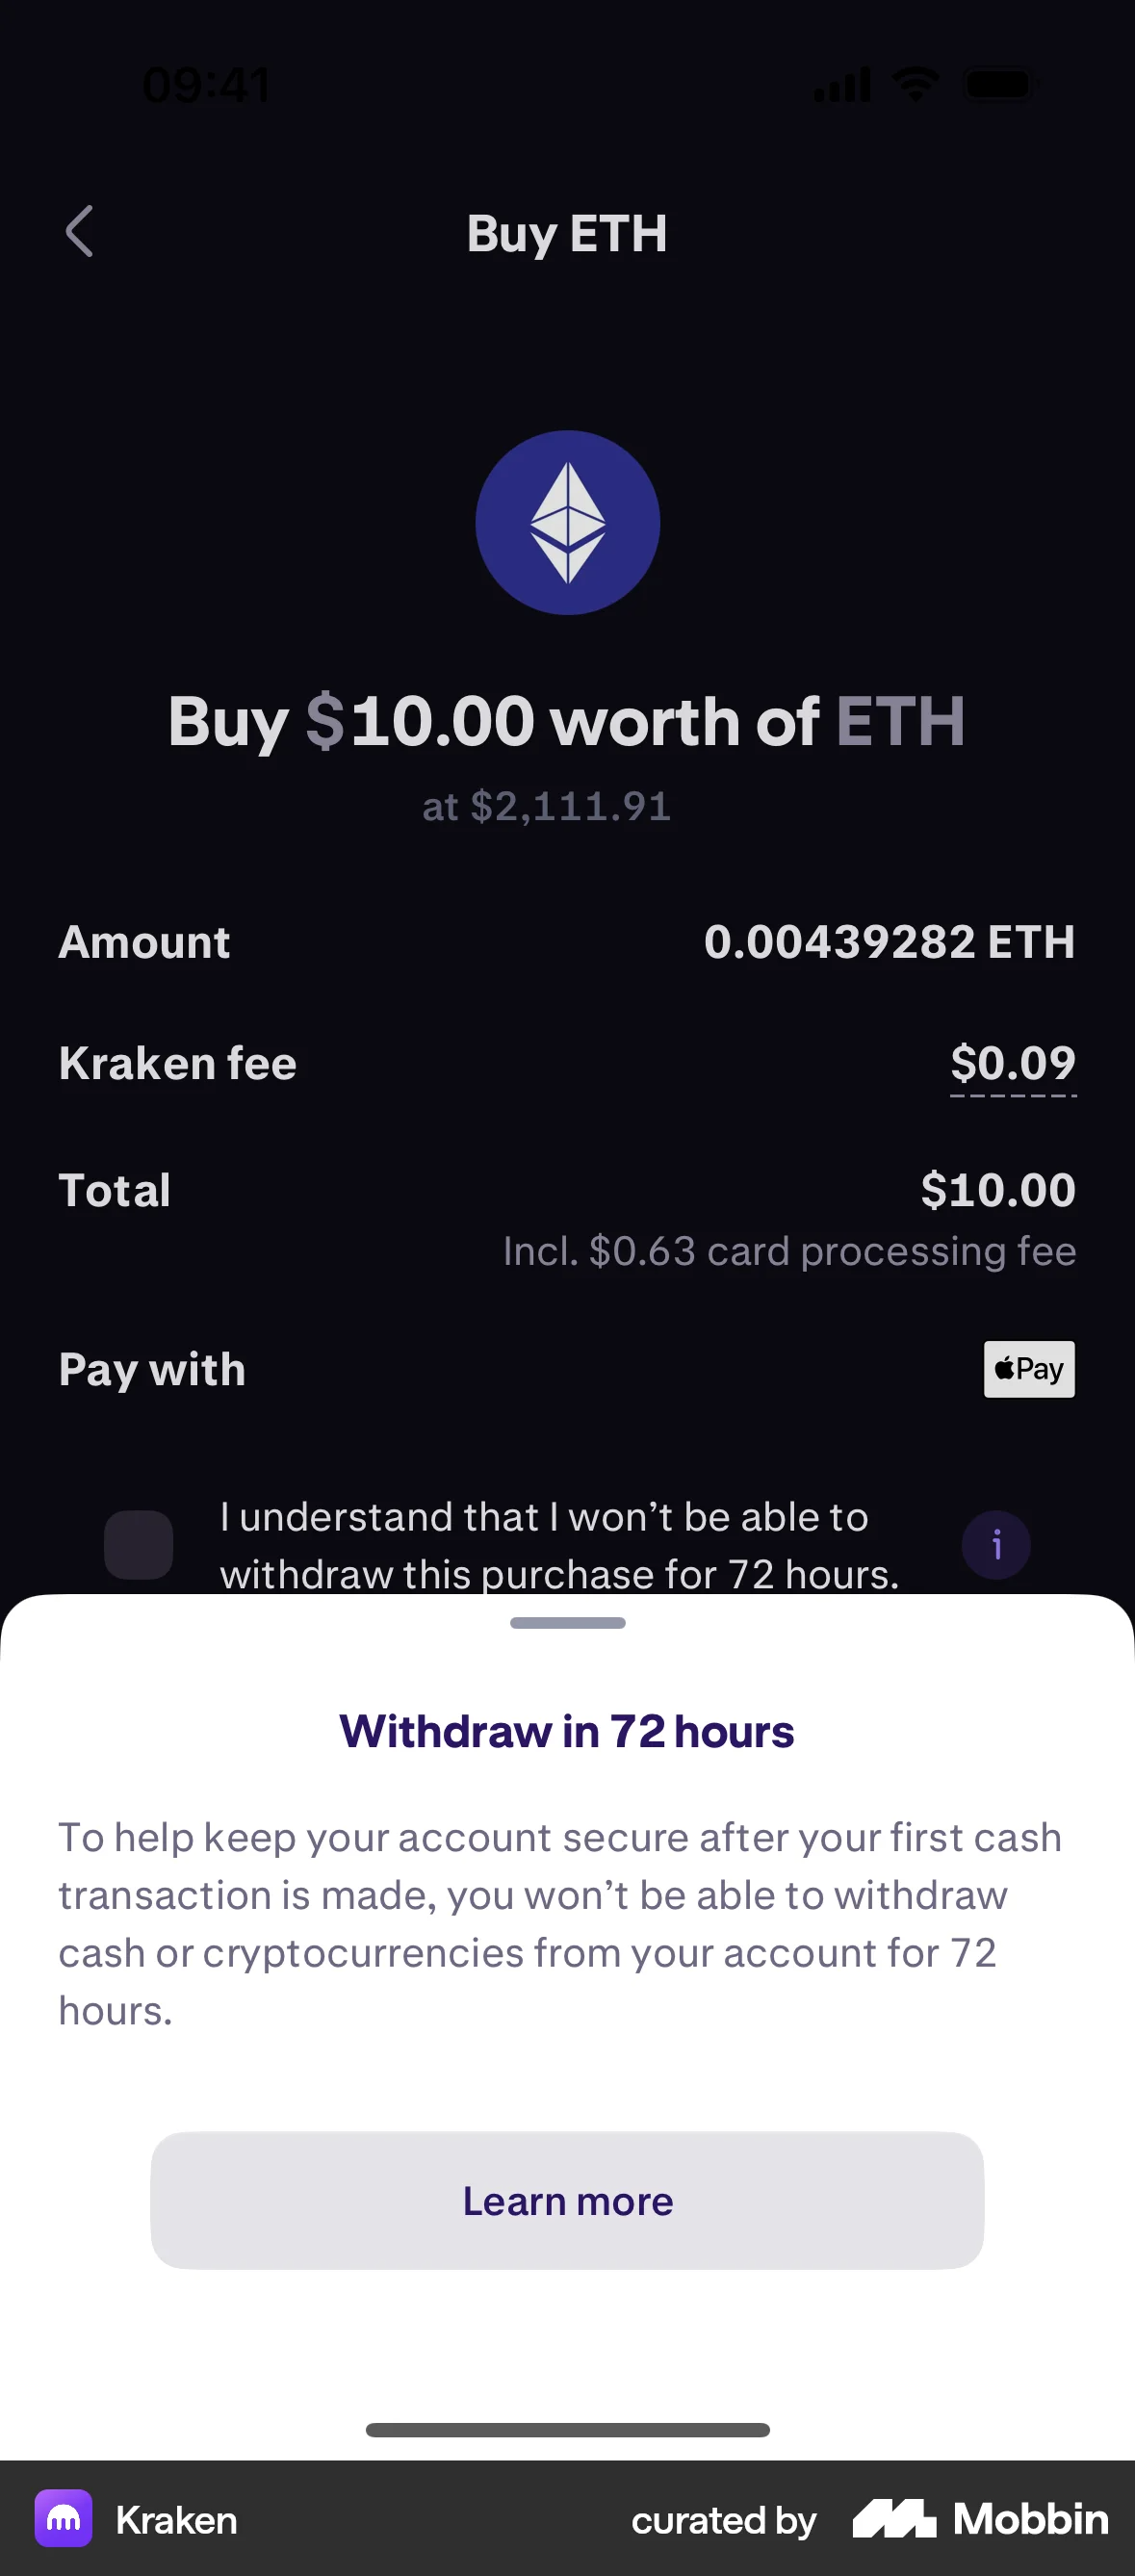 09:41
Buy ETH
Buy $10.00 worth of ETH
at $2,111.91
Amount 0.00439282 ETH
Kraken fee $0.09
Total $10.00
Incl. $0.63 card processing fee
Pay with Pay
I understand that I won’t be able to
withdraw this purchase for 72 hours.
i
Withdraw in 72 hours
To help keep your account secure after your first cash
transaction is made, you won’t be able to withdraw
cash or cryptocurrencies from your account for 72
hours.
Learn more
Kraken curated by Mobbin